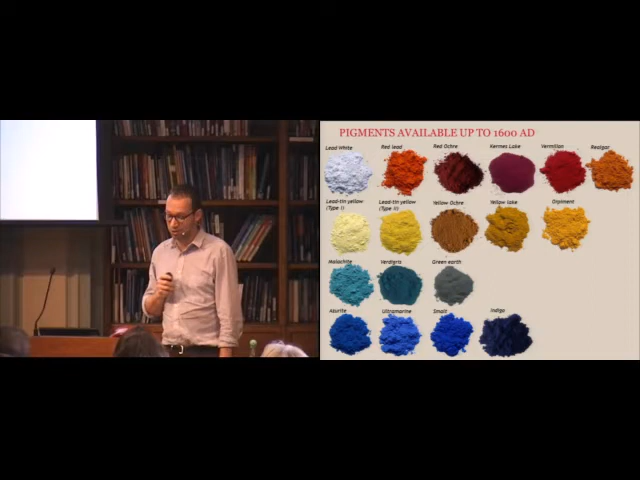 PIGMENTS AVAILABLE UP TO 1600 AD
Lead White Red lead Red Ochre Kermes Lake Vermilion Realgar
Lead-tin yellow (Type I) Lead-tin yellow (Type II) Yellow Ochre Yellow lake Orpiment
Malachite Verdigris Green earth
Azurite Ultramarine Smalt Indigo